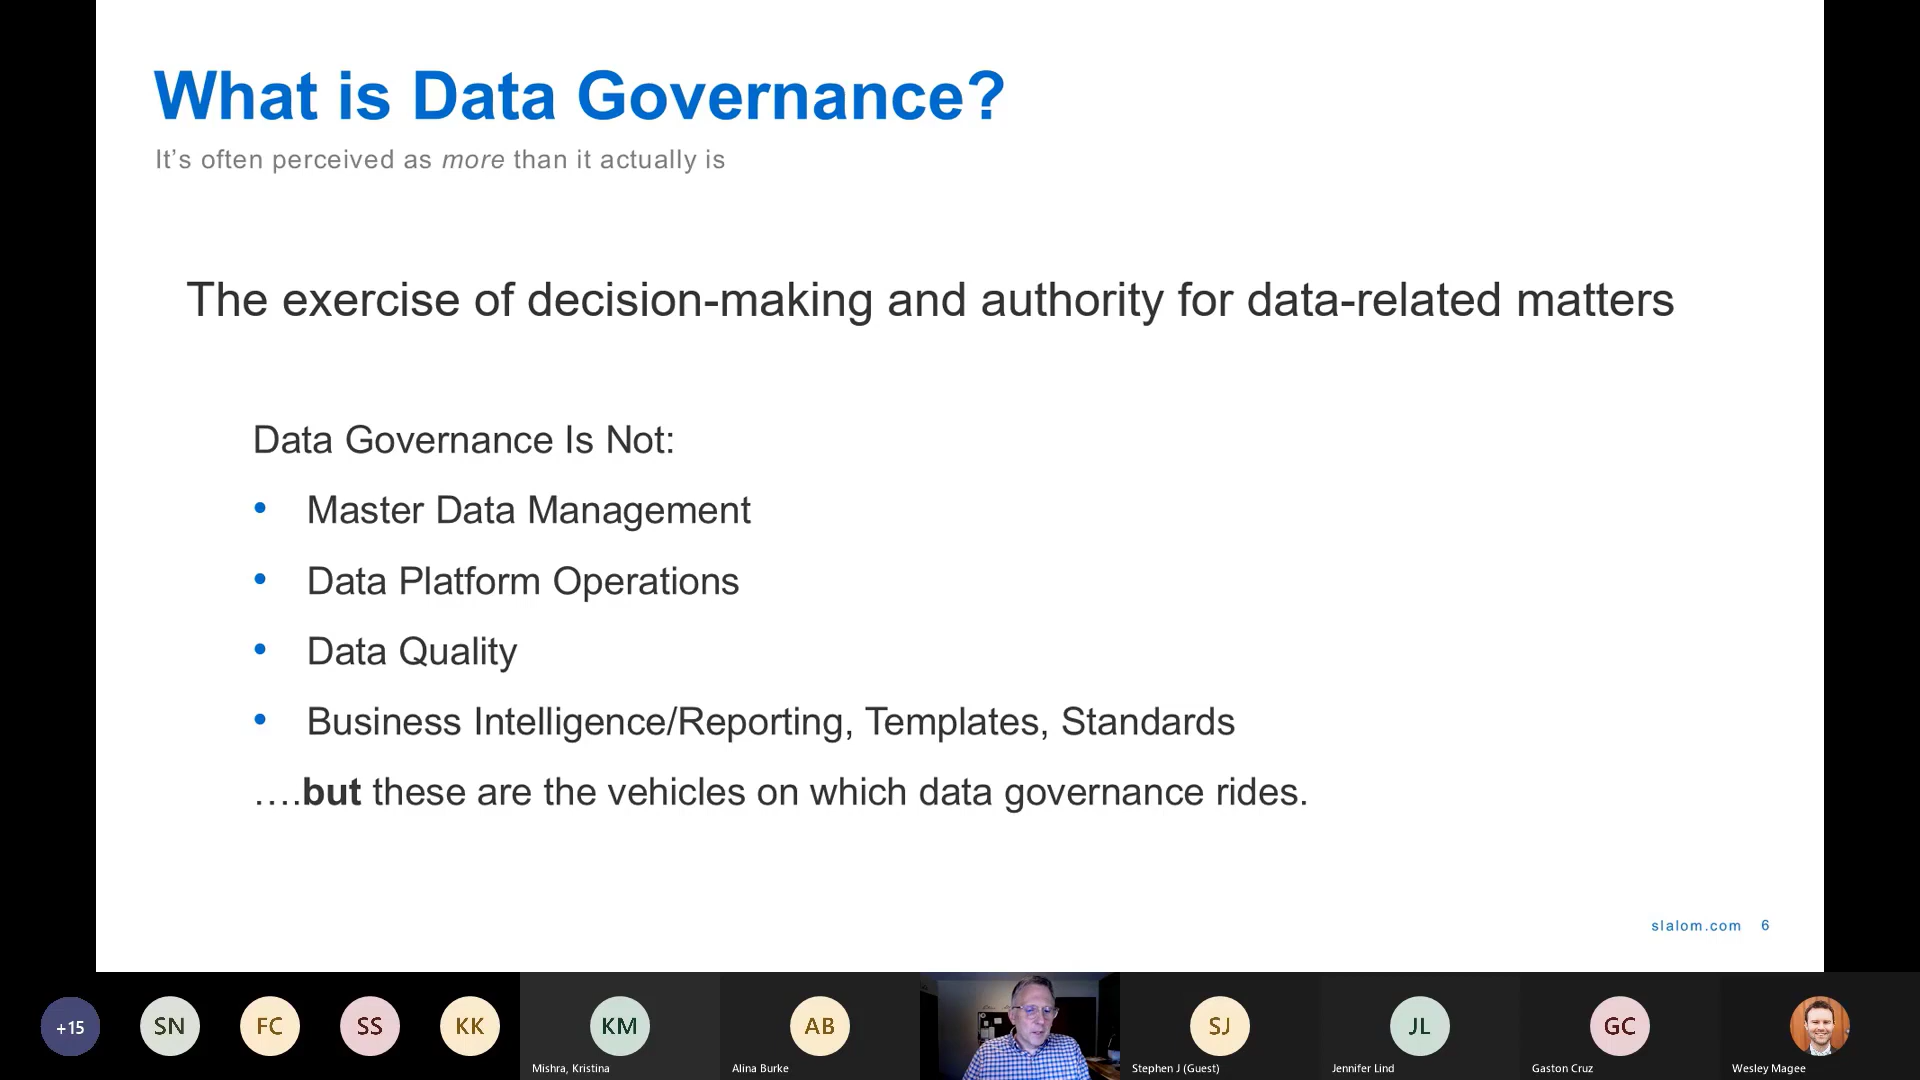 What is Data Governance?
It’s often perceived as more than it actually is
The exercise of decision-making and authority for data-related matters
Data Governance Is Not:
• Master Data Management
• Data Platform Operations
• Data Quality
• Business Intelligence/Reporting, Templates, Standards
….but these are the vehicles on which data governance rides.
slalom.com 6
+15 SN FC SS KK KM AB SJ JL GC
Mishra, Kristina Alina Burke Stephen J (Guest) Jennifer Lind Gaston Cruz Wesley Magee